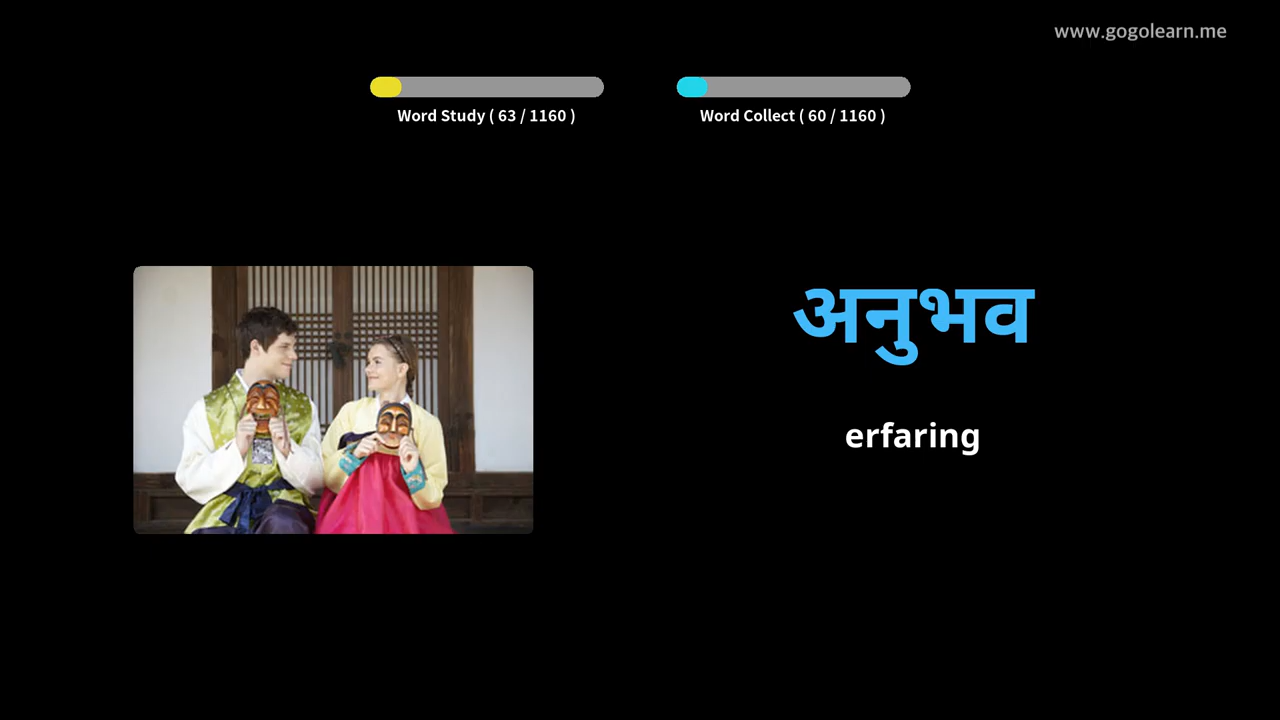 www.gogolearn.me
Word Study ( 63 / 1160 )
Word Collect ( 60 / 1160 )
अनुभव
erfaring